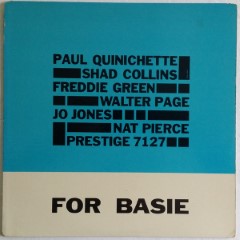 PAUL QUINICHETTE
SHAD COLLINS
FREDDIE GREEN
WALTER PAGE
JO JONES
NAT PIERCE
PRESTIGE 7127
FOR BASIE